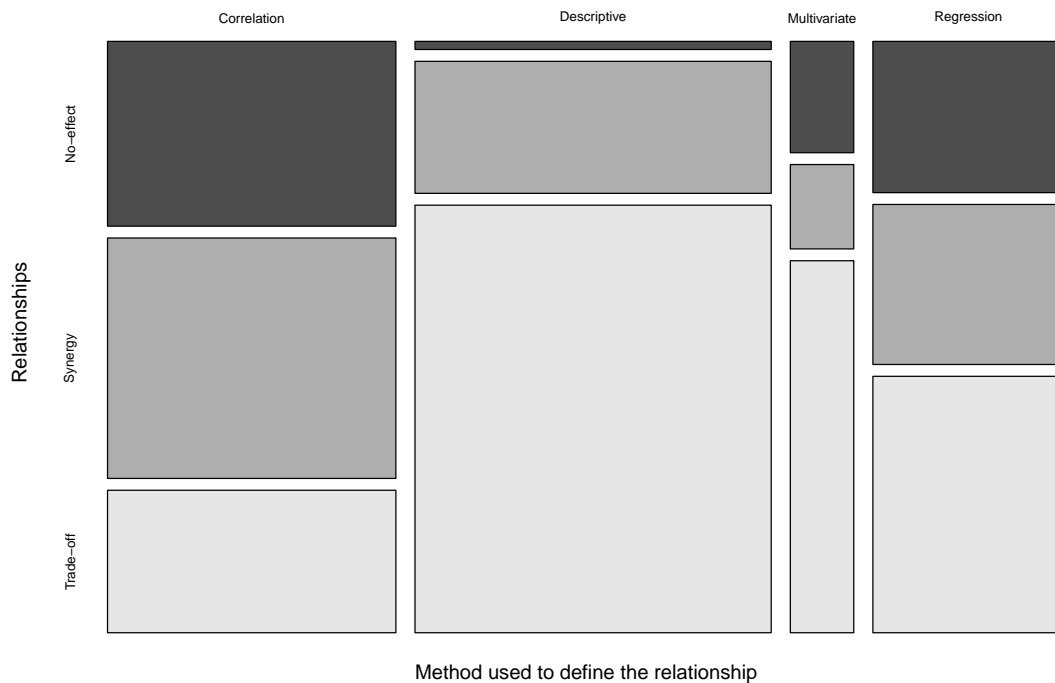 Correlation
Descriptive
Multivariate
Regression
No−effect
Synergy
Trade−off
Relationships
Method used to define the relationship